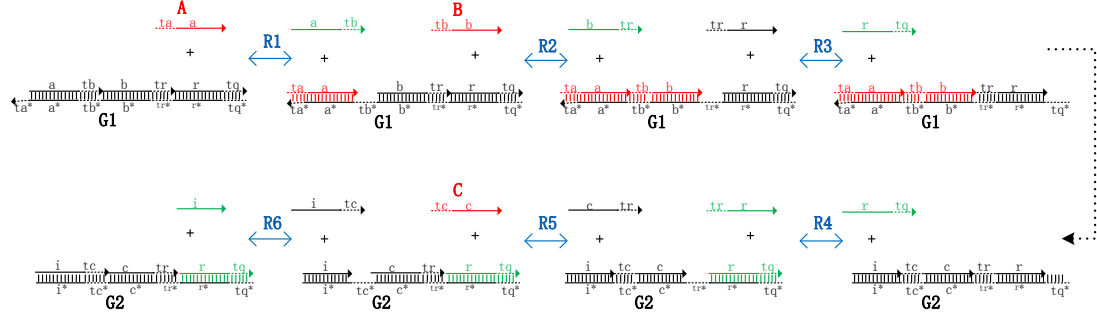 A B
ta a a tb tb b b tr tr r r tq
+ R1 + + R2 + + R3 +
a tb b tr r tq ta a b tr r tq ta a tb b r tq ta a tb b tr r
ta* a* tb* b* tr* r* tq* ta* a* tb* b* tr* r* tq* ta* a* tb* b* tr* r* tq* ta* a* tb* b* tr* r* tq*
G1 G1 G1 G1
C
i i tc tc c c tr tr r r tq
+ R6 + + R5 + + R4 +
i tc c tr r tq i c tr r tq i tc c r tq i tc c tr r
i* tc* c* tr* r* tq* i* tc* c* tr* r* tq* i* tc* c* tr* r* tq* i* tc* c* tr* r* tq*
G2 G2 G2 G2